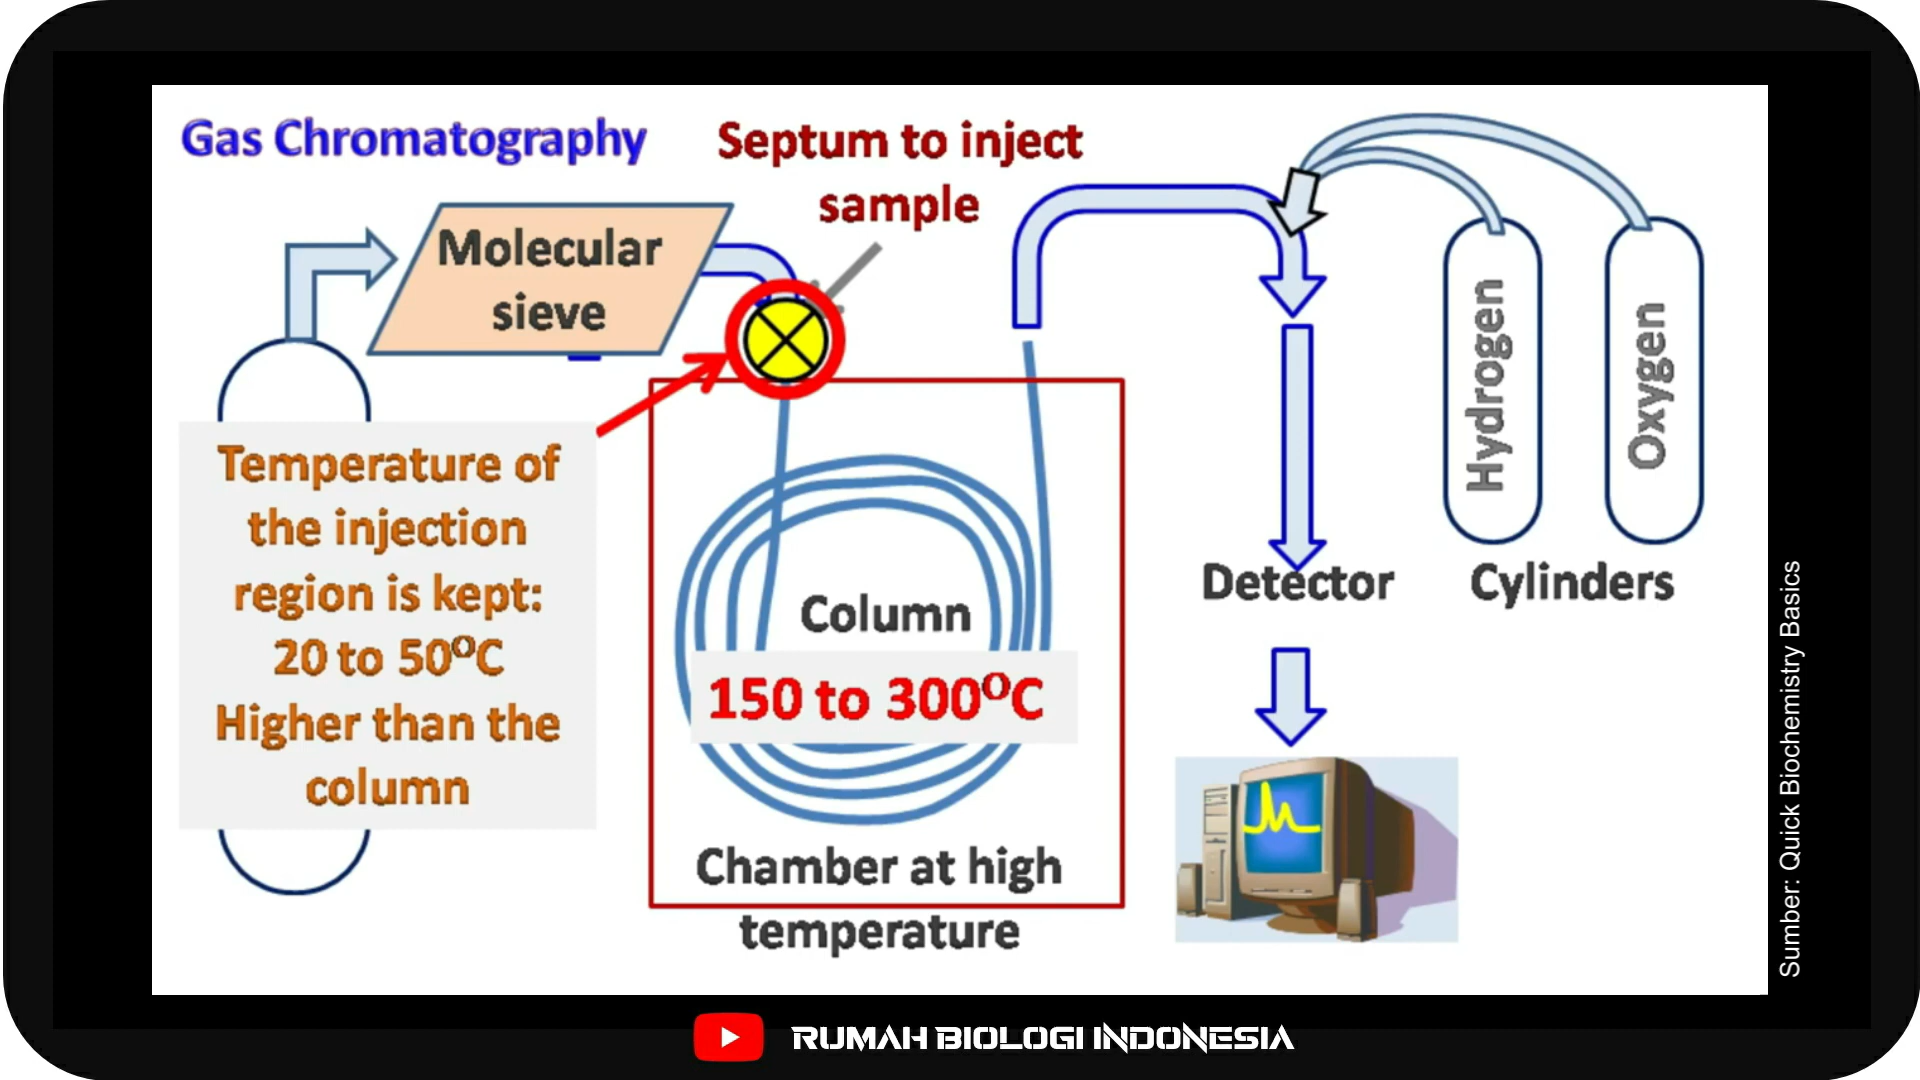 Gas Chromatography
Septum to inject
sample
Molecular
sieve
Temperature of
the injection
region is kept:
20 to 50⁰C
Higher than the
column
Column
150 to 300⁰C
Chamber at high
temperature
Detector
Hydrogen
Oxygen
Cylinders
Sumber: Quick Biochemistry Basics
RUMAH BIOLOGI INDONESIA